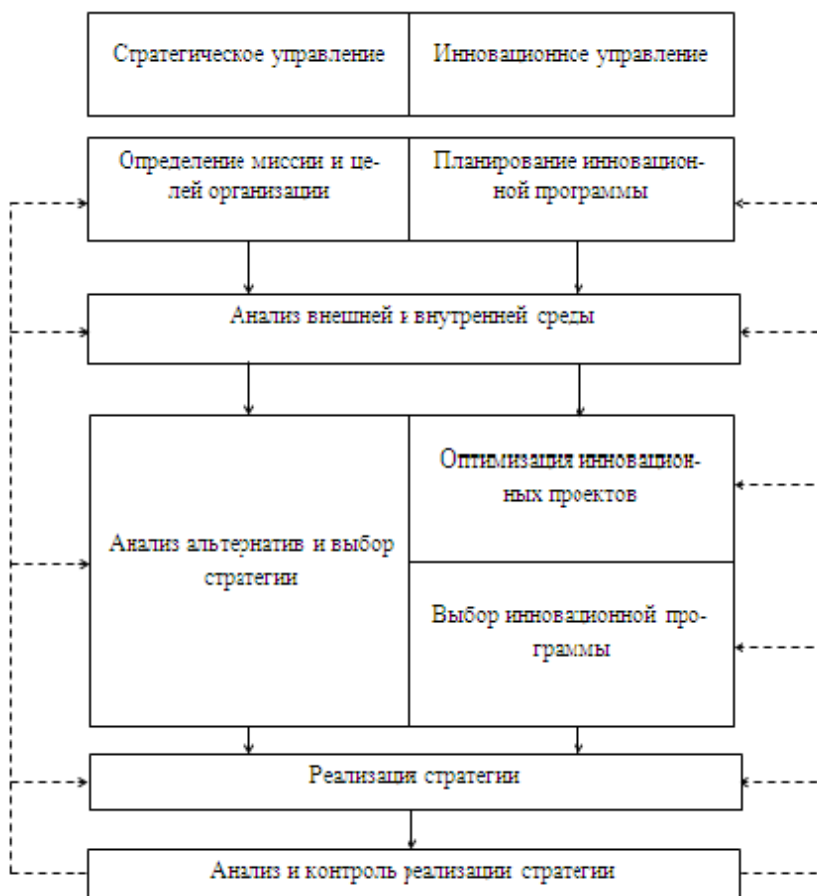 Стратегическое управление
Инновационное управление
Определение миссии и це-
лей организации
Планирование инновацион-
ной программы
Анализ внешней и внутренней среды
Анализ альтернатив и выбор
стратегии
Оптимизация инновацион-
ных проектов
Выбор инновационной про-
граммы
Реализация стратегии
Анализ и контроль реализации стратегии